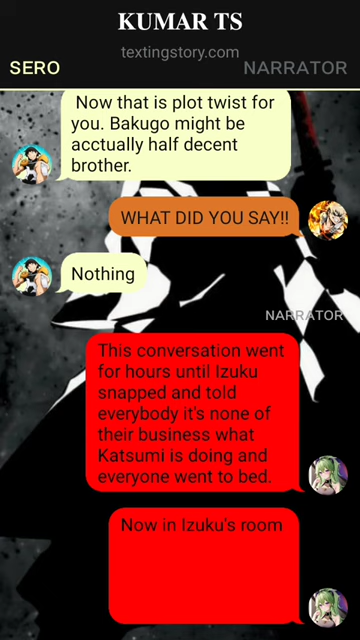 KUMAR TS
textingstory.com
SERO
NARRATOR
Now that is plot twist for
you. Bakugo might be
acctually half decent
brother.
WHAT DID YOU SAY!!
Nothing
NARRATOR
This conversation went
for hours until Izuku
snapped and told
everybody it's none of
their business what
Katsumi is doing and
everyone went to bed.
Now in Izuku's room